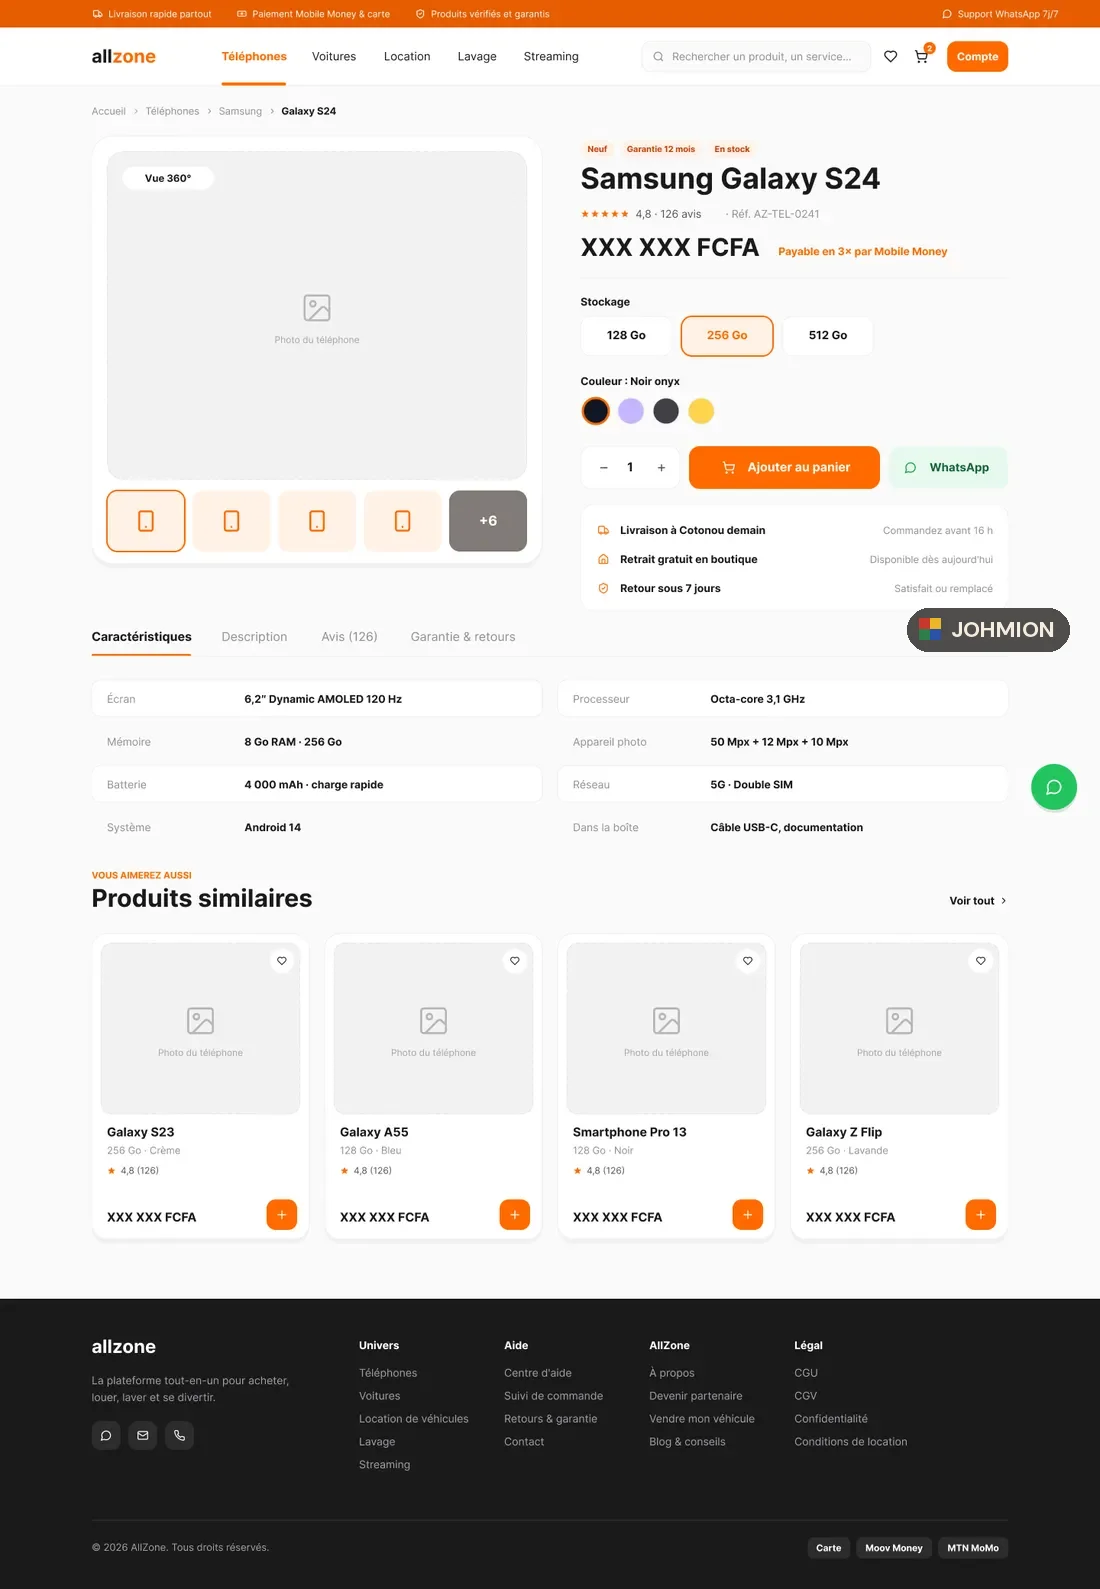 Livraison rapide partout
Paiement Mobile Money & carte
Produits vérifiés et garantis
Support WhatsApp 7j/7
allzone
Téléphones
Voitures
Location
Lavage
Streaming
Rechercher un produit, un service...
2
Compte
Accueil > Téléphones > Samsung > Galaxy S24
Vue 360°
Photo du téléphone
+6
Neuf
Garantie 12 mois
En stock
Samsung Galaxy S24
★★★★★ 4,8 · 126 avis · Réf. AZ-TEL-0241
XXX XXX FCFA
Payable en 3× par Mobile Money
Stockage
128 Go
256 Go
512 Go
Couleur : Noir onyx
− 1 +
Ajouter au panier
WhatsApp
Livraison à Cotonou demain
Commandez avant 16 h
Retrait gratuit en boutique
Disponible dès aujourd'hui
Retour sous 7 jours
Satisfait ou remplacé
JOHMION
Caractéristiques
Description
Avis (126)
Garantie & retours
Écran
6,2" Dynamic AMOLED 120 Hz
Processeur
Octa-core 3,1 GHz
Mémoire
8 Go RAM · 256 Go
Appareil photo
50 Mpx + 12 Mpx + 10 Mpx
Batterie
4 000 mAh · charge rapide
Réseau
5G · Double SIM
Système
Android 14
Dans la boîte
Câble USB-C, documentation
VOUS AIMEREZ AUSSI
Produits similaires
Voir tout >
Photo du téléphone
Galaxy S23
256 Go · Crème
★ 4,8 (126)
XXX XXX FCFA
+
Photo du téléphone
Galaxy A55
128 Go · Bleu
★ 4,8 (126)
XXX XXX FCFA
+
Photo du téléphone
Smartphone Pro 13
128 Go · Noir
★ 4,8 (126)
XXX XXX FCFA
+
Photo du téléphone
Galaxy Z Flip
256 Go · Lavande
★ 4,8 (126)
XXX XXX FCFA
+
allzone
La plateforme tout-en-un pour acheter,
louer, laver et se divertir.
Univers
Téléphones
Voitures
Location de véhicules
Lavage
Streaming
Aide
Centre d'aide
Suivi de commande
Retours & garantie
Contact
AllZone
À propos
Devenir partenaire
Vendre mon véhicule
Blog & conseils
Légal
CGU
CGV
Confidentialité
Conditions de location
© 2026 AllZone. Tous droits réservés.
Carte
Moov Money
MTN MoMo